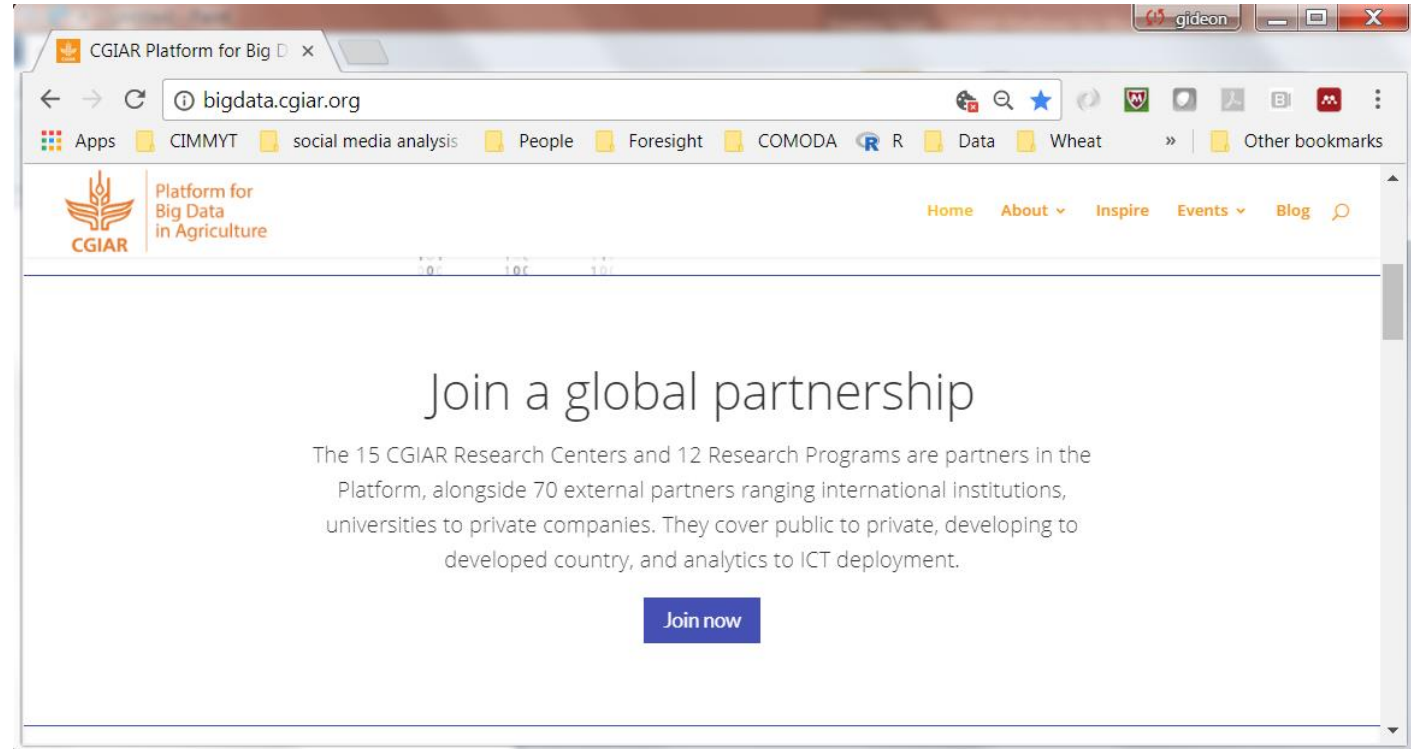 gideon
CGIAR Platform for Big D
bigdata.cgiar.org
Apps CIMMYT social media analysis People Foresight COMODA R R Data Wheat » Other bookmarks
Platform for
Big Data
in Agriculture
CGIAR
Home About Inspire Events Blog
Join a global partnership
The 15 CGIAR Research Centers and 12 Research Programs are partners in the
Platform, alongside 70 external partners ranging international institutions,
universities to private companies. They cover public to private, developing to
developed country, and analytics to ICT deployment.
Join now